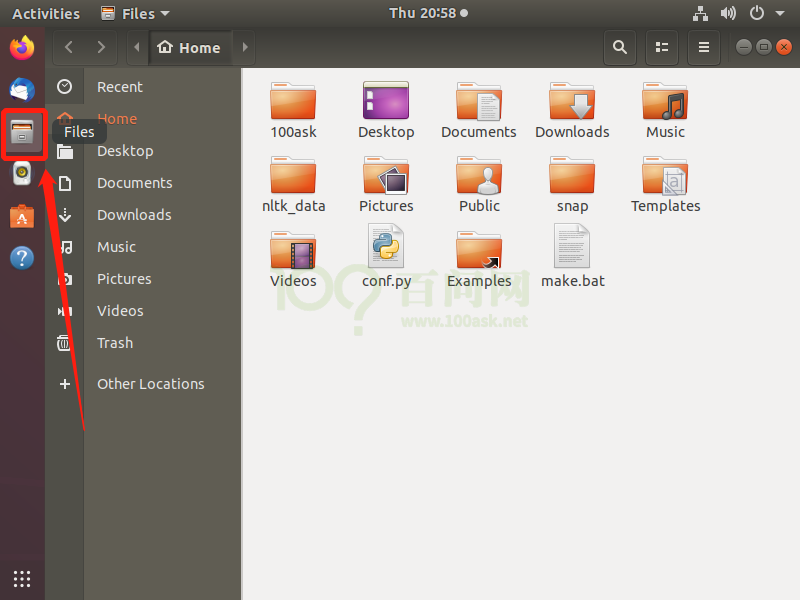 Activities
Files
Thu 20:58
Home
Recent
Home
Files
Desktop
Documents
Downloads
Music
Pictures
Videos
Trash
Other Locations
100ask
Desktop
Documents
Downloads
Music
nltk_data
Pictures
Public
snap
Templates
Videos
conf.py
Examples
make.bat
100
百问网
www.100ask.net